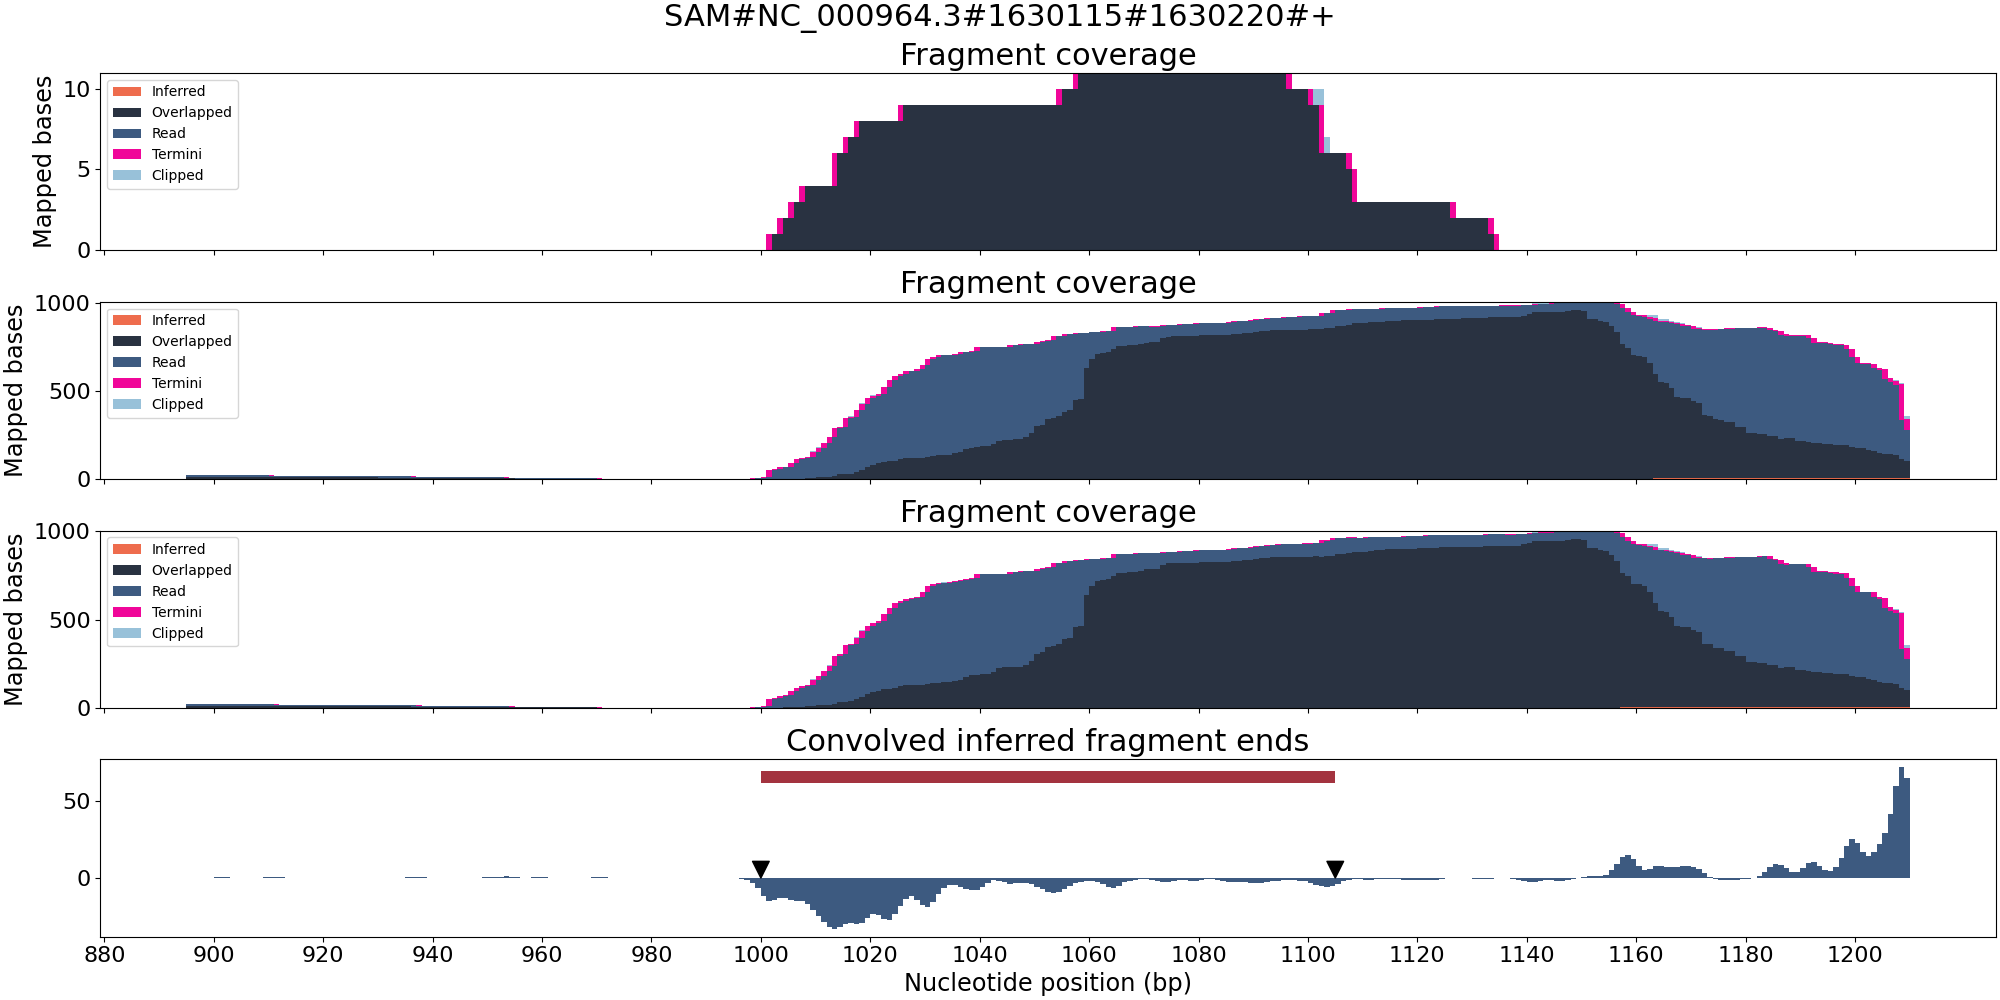 SAM#NC_000964.3#1630115#1630220#+
Fragment coverage
Mapped bases
10
5
0
Inferred
Overlapped
Read
Termini
Clipped
Fragment coverage
Mapped bases
1000
500
0
Inferred
Overlapped
Read
Termini
Clipped
Fragment coverage
Mapped bases
1000
500
0
Inferred
Overlapped
Read
Termini
Clipped
Convolved inferred fragment ends
50
0
880 900 920 940 960 980 1000 1020 1040 1060 1080 1100 1120 1140 1160 1180 1200
Nucleotide position (bp)